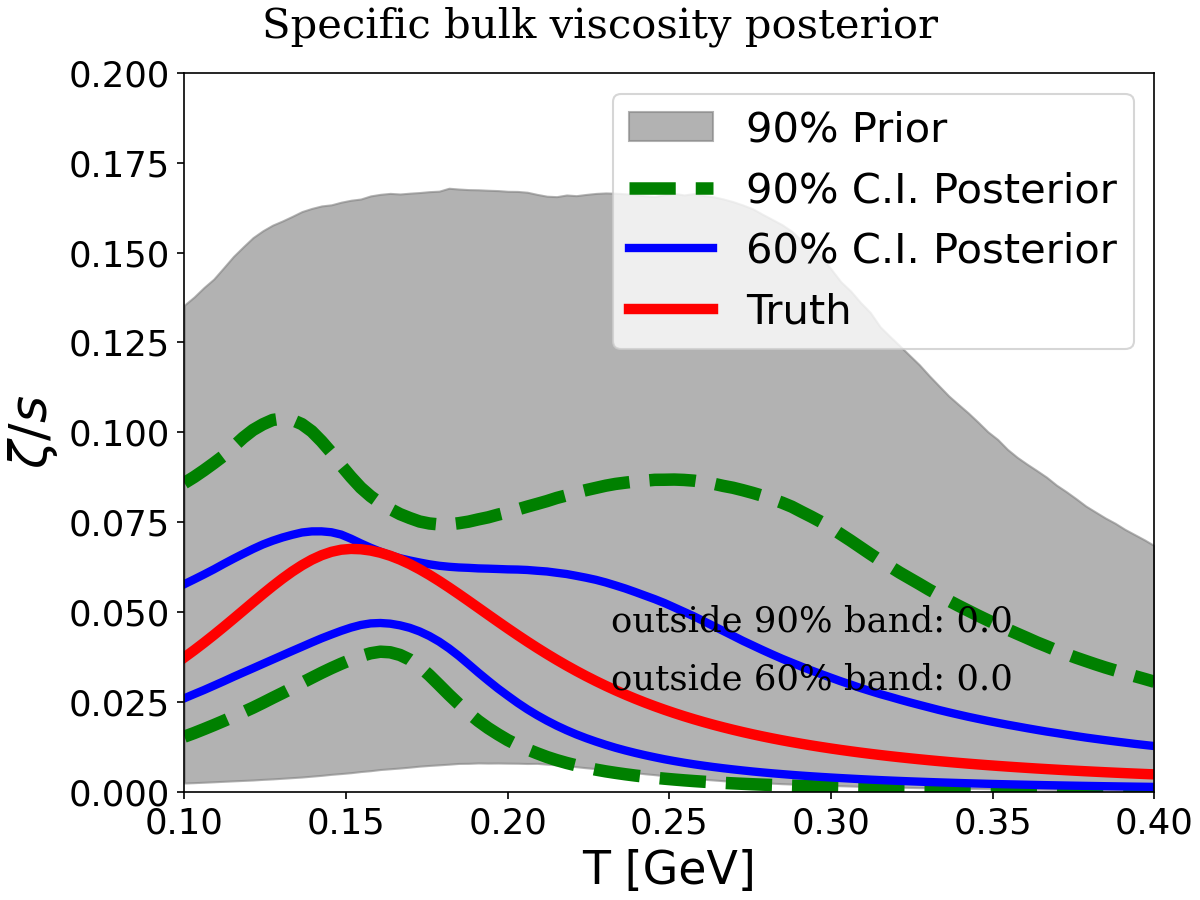 Specific bulk viscosity posterior
0.200
0.175
0.150
0.125
0.100
0.075
0.050
0.025
0.000
ζ/s
90% Prior
90% C.I. Posterior
60% C.I. Posterior
Truth
outside 90% band: 0.0
outside 60% band: 0.0
0.10 0.15 0.20 0.25 0.30 0.35 0.40
T [GeV]